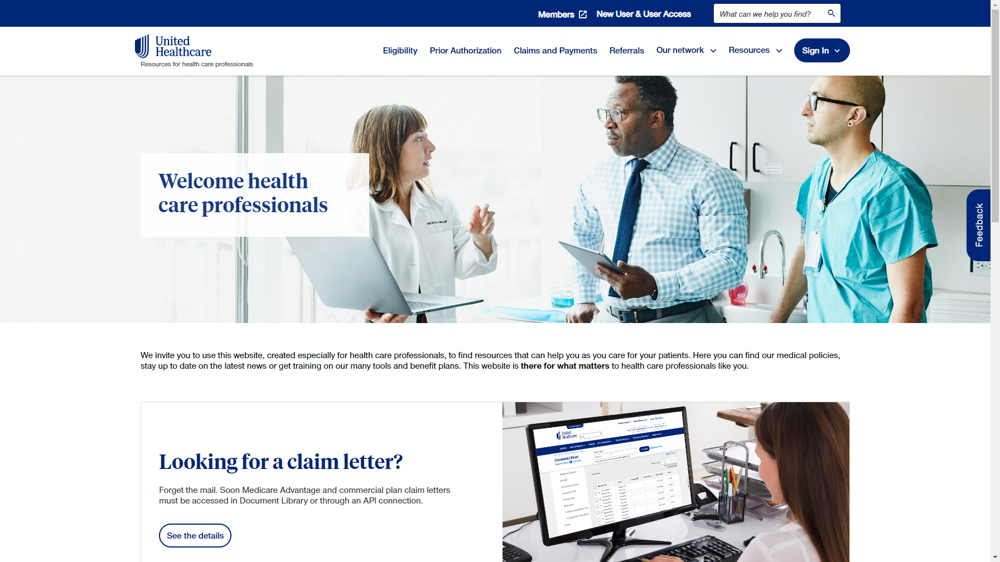 Members
New User & User Access
What can we help you find?
United
Healthcare
Resources for health care professionals
Eligibility
Prior Authorization
Claims and Payments
Referrals
Our network
Resources
Sign In
Welcome health
care professionals
MEDICAL GROUP
Feedback
We invite you to use this website, created especially for health care professionals, to find resources that can help you as you care for your patients. Here you can find our medical policies,
stay up to date on the latest news or get training on our many tools and benefit plans. This website is there for what matters to health care professionals like you.
Looking for a claim letter?
Forget the mail. Soon Medicare Advantage and commercial plan claim letters
must be accessed in Document Library or through an API connection.
See the details
United
Healthcare
Document Library